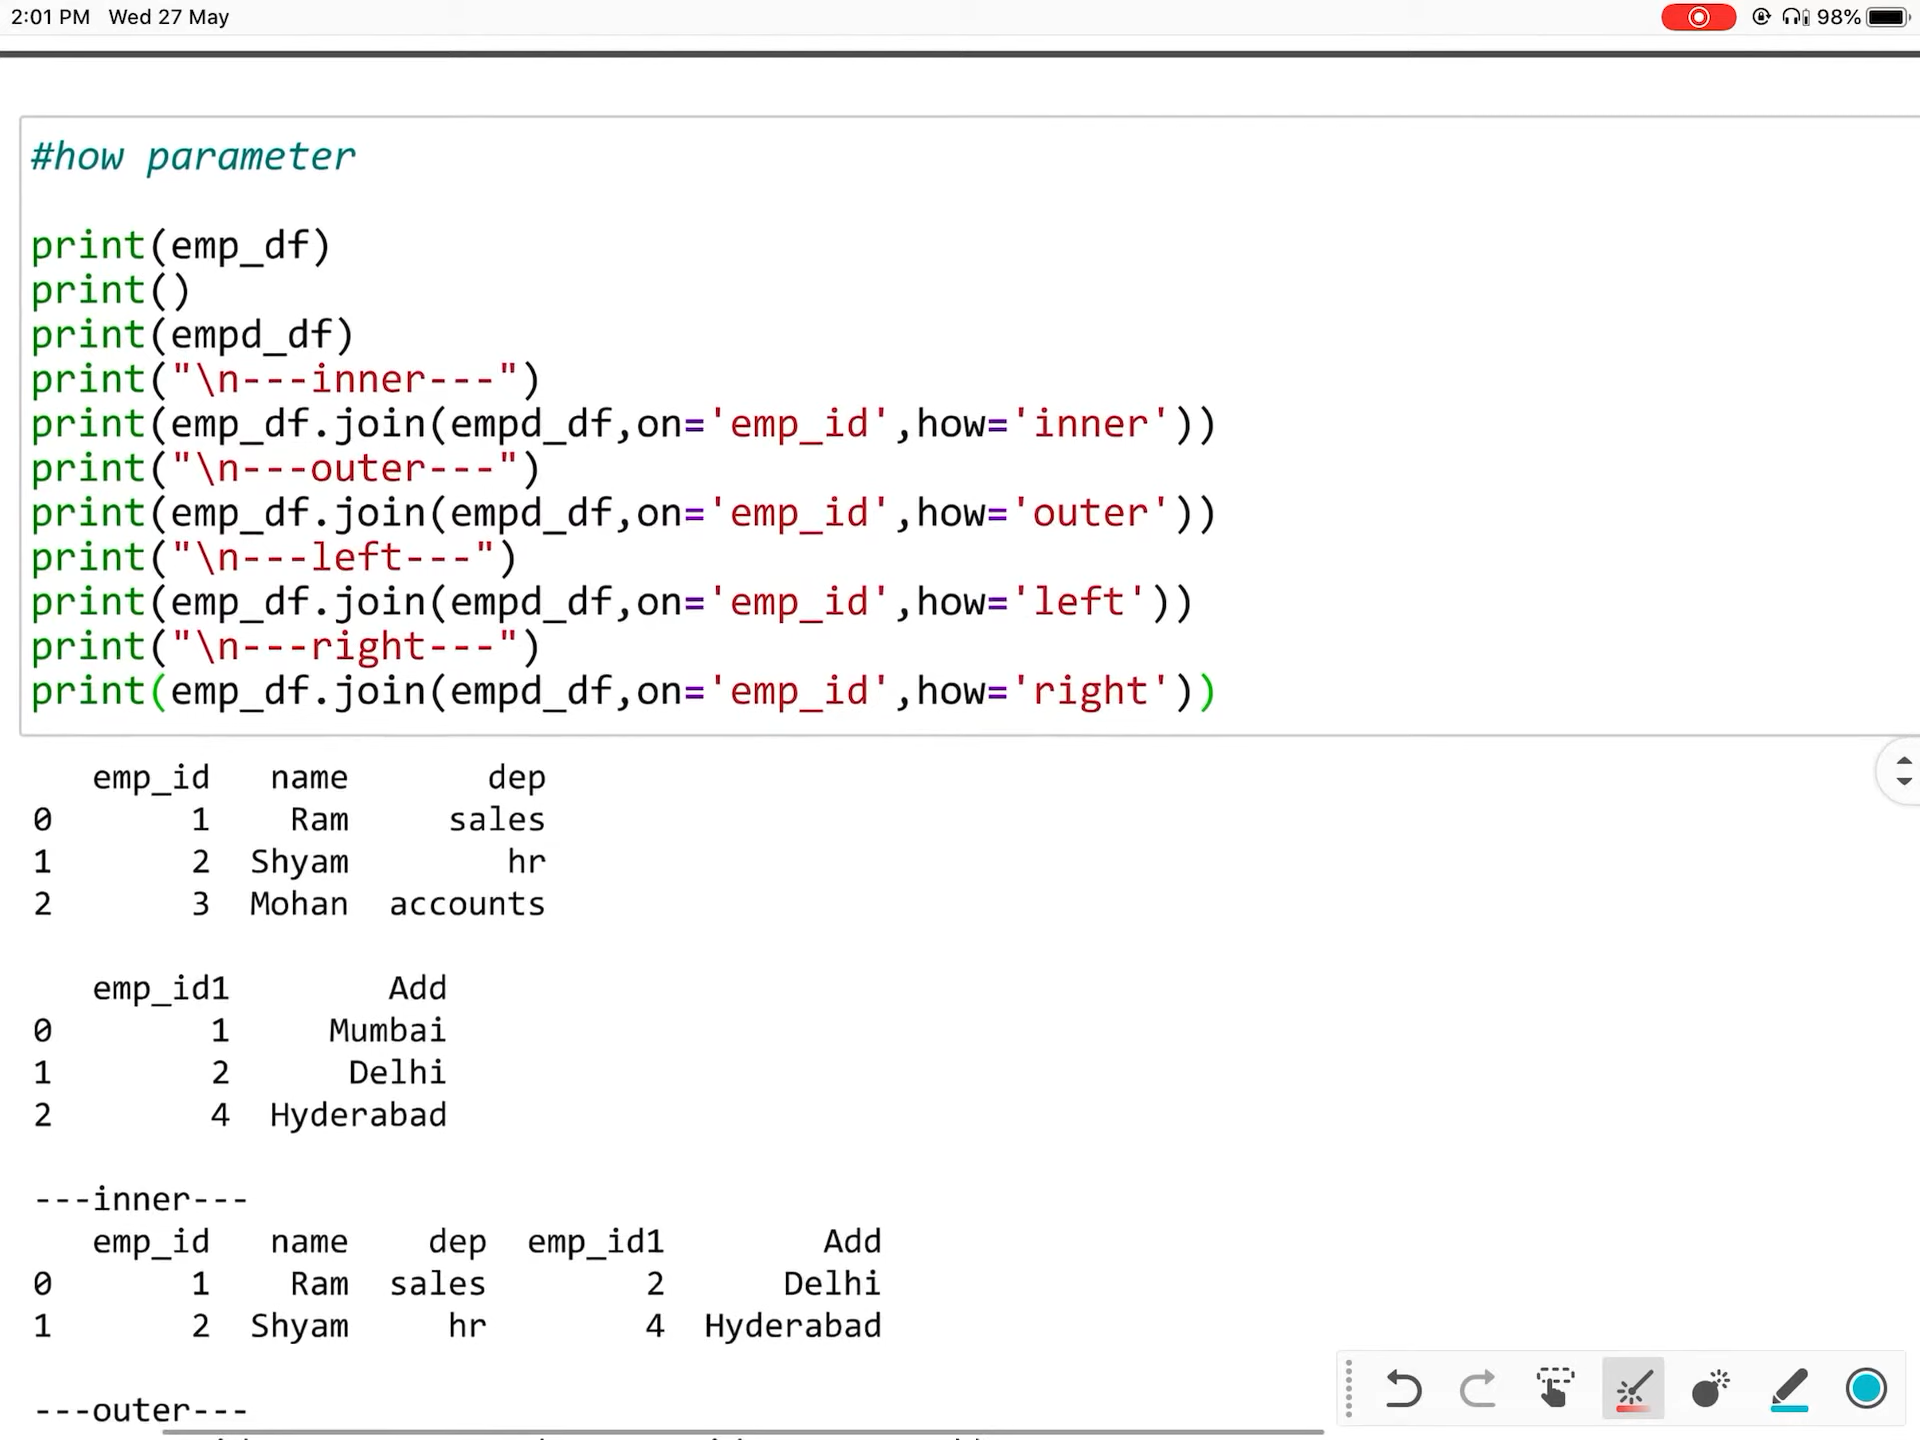 2:01 PM Wed 27 May 98%
#how parameter
print(emp_df)
print()
print(empd_df)
print("\n---inner---")
print(emp_df.join(empd_df,on='emp_id',how='inner'))
print("\n---outer---")
print(emp_df.join(empd_df,on='emp_id',how='outer'))
print("\n---left---")
print(emp_df.join(empd_df,on='emp_id',how='left'))
print("\n---right---")
print(emp_df.join(empd_df,on='emp_id',how='right'))
emp_id name dep
0 1 Ram sales
1 2 Shyam hr
2 3 Mohan accounts
emp_id1 Add
0 1 Mumbai
1 2 Delhi
2 4 Hyderabad
---inner---
emp_id name dep emp_id1 Add
0 1 Ram sales 2 Delhi
1 2 Shyam hr 4 Hyderabad
---outer---